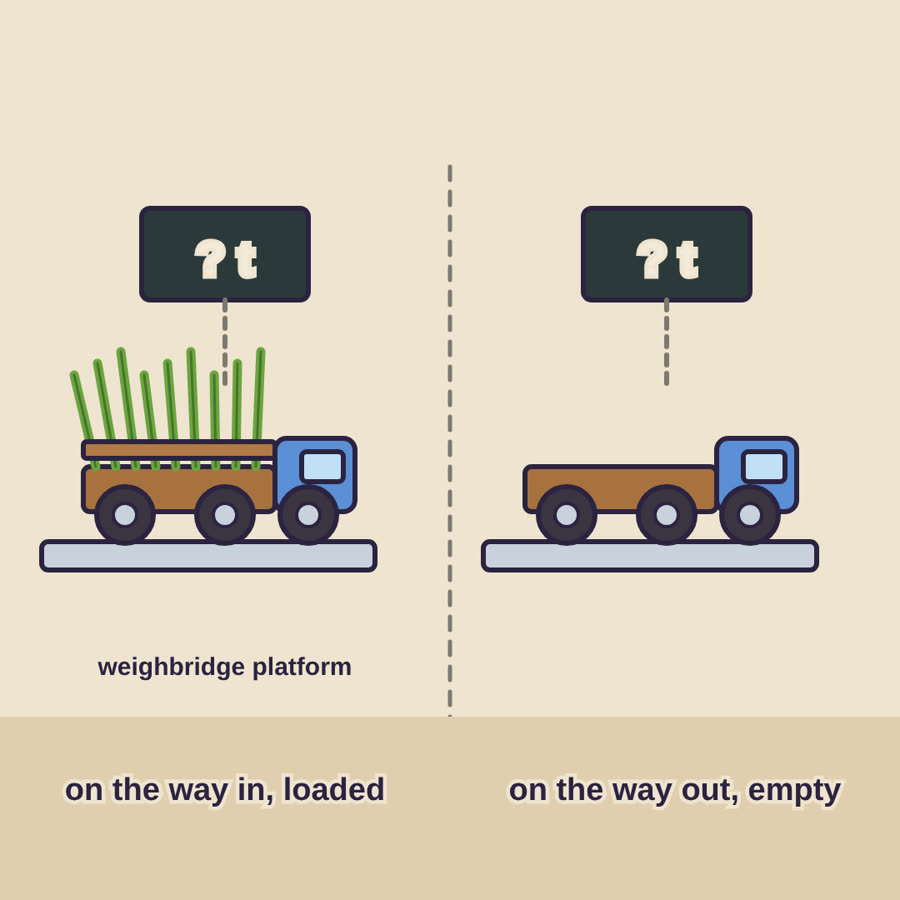 ? t
? t
weighbridge platform
on the way in, loaded
on the way out, empty